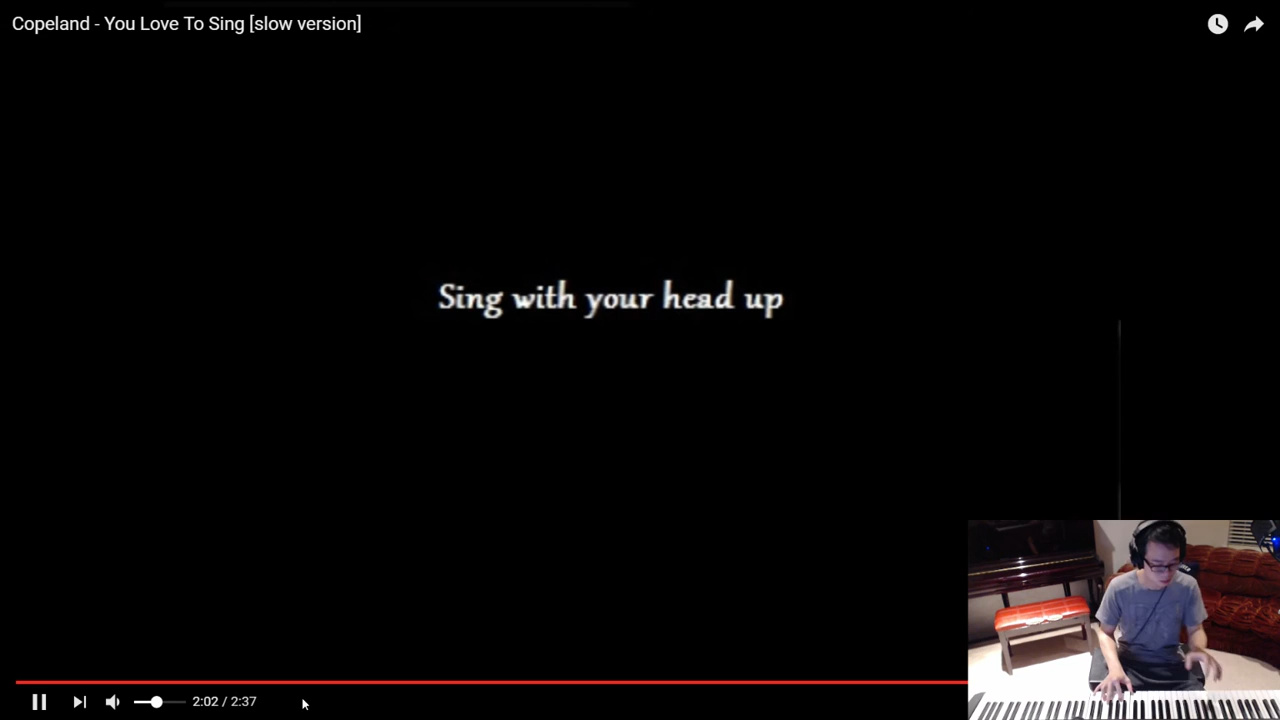 Copeland - You Love To Sing [slow version]
Sing with your head up
2:02 / 2:37